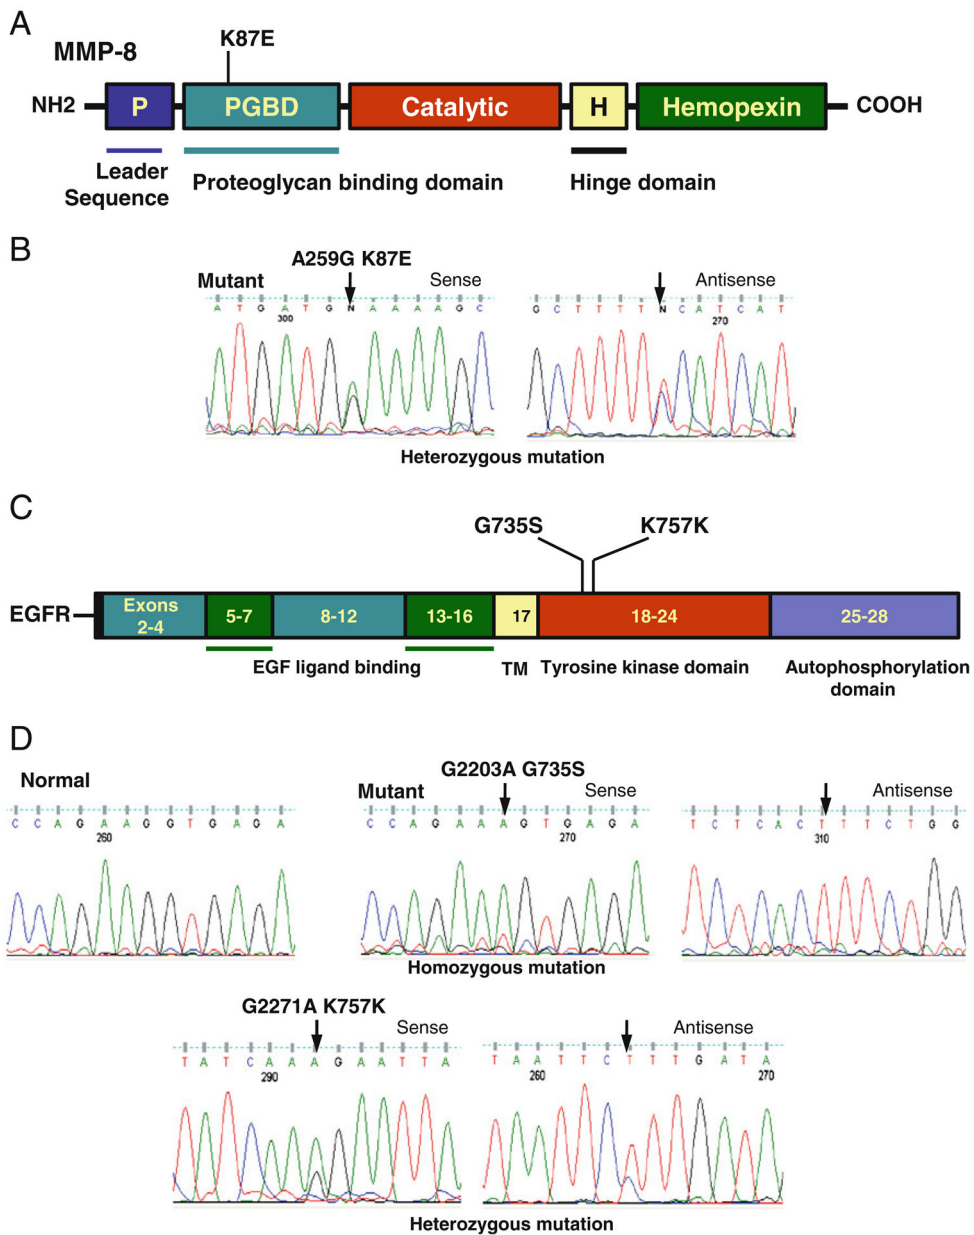 A
MMP-8
K87E
NH2
P
PGBD
Catalytic
H
Hemopexin
COOH
Leader
Sequence
Proteoglycan binding domain
Hinge domain
B
A259G K87E
Mutant
Sense
Antisense
A T G A T G N A A A A G C
300
G C T T T T N C A T C A T
270
Heterozygous mutation
C
G735S
K757K
EGFR
Exons
2-4
5-7
8-12
13-16
17
18-24
25-28
EGF ligand binding
TM
Tyrosine kinase domain
Autophosphorylation
domain
D
Normal
G2203A G735S
Mutant
Sense
Antisense
C C A G A A G G T G A G A
260
C C A G A A A G T G A G A
270
T C T C A C T T T C T G G
310
Homozygous mutation
G2271A K757K
Sense
Antisense
T A T C A A A G A A T T A
290
T A A T T C T T T G A T A
260
270
Heterozygous mutation